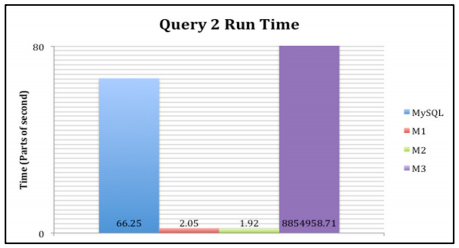 Query 2 Run Time
80
Time (Parts of second)
66.25
2.05
1.92
8854958.71
0
MySQL
M1
M2
M3